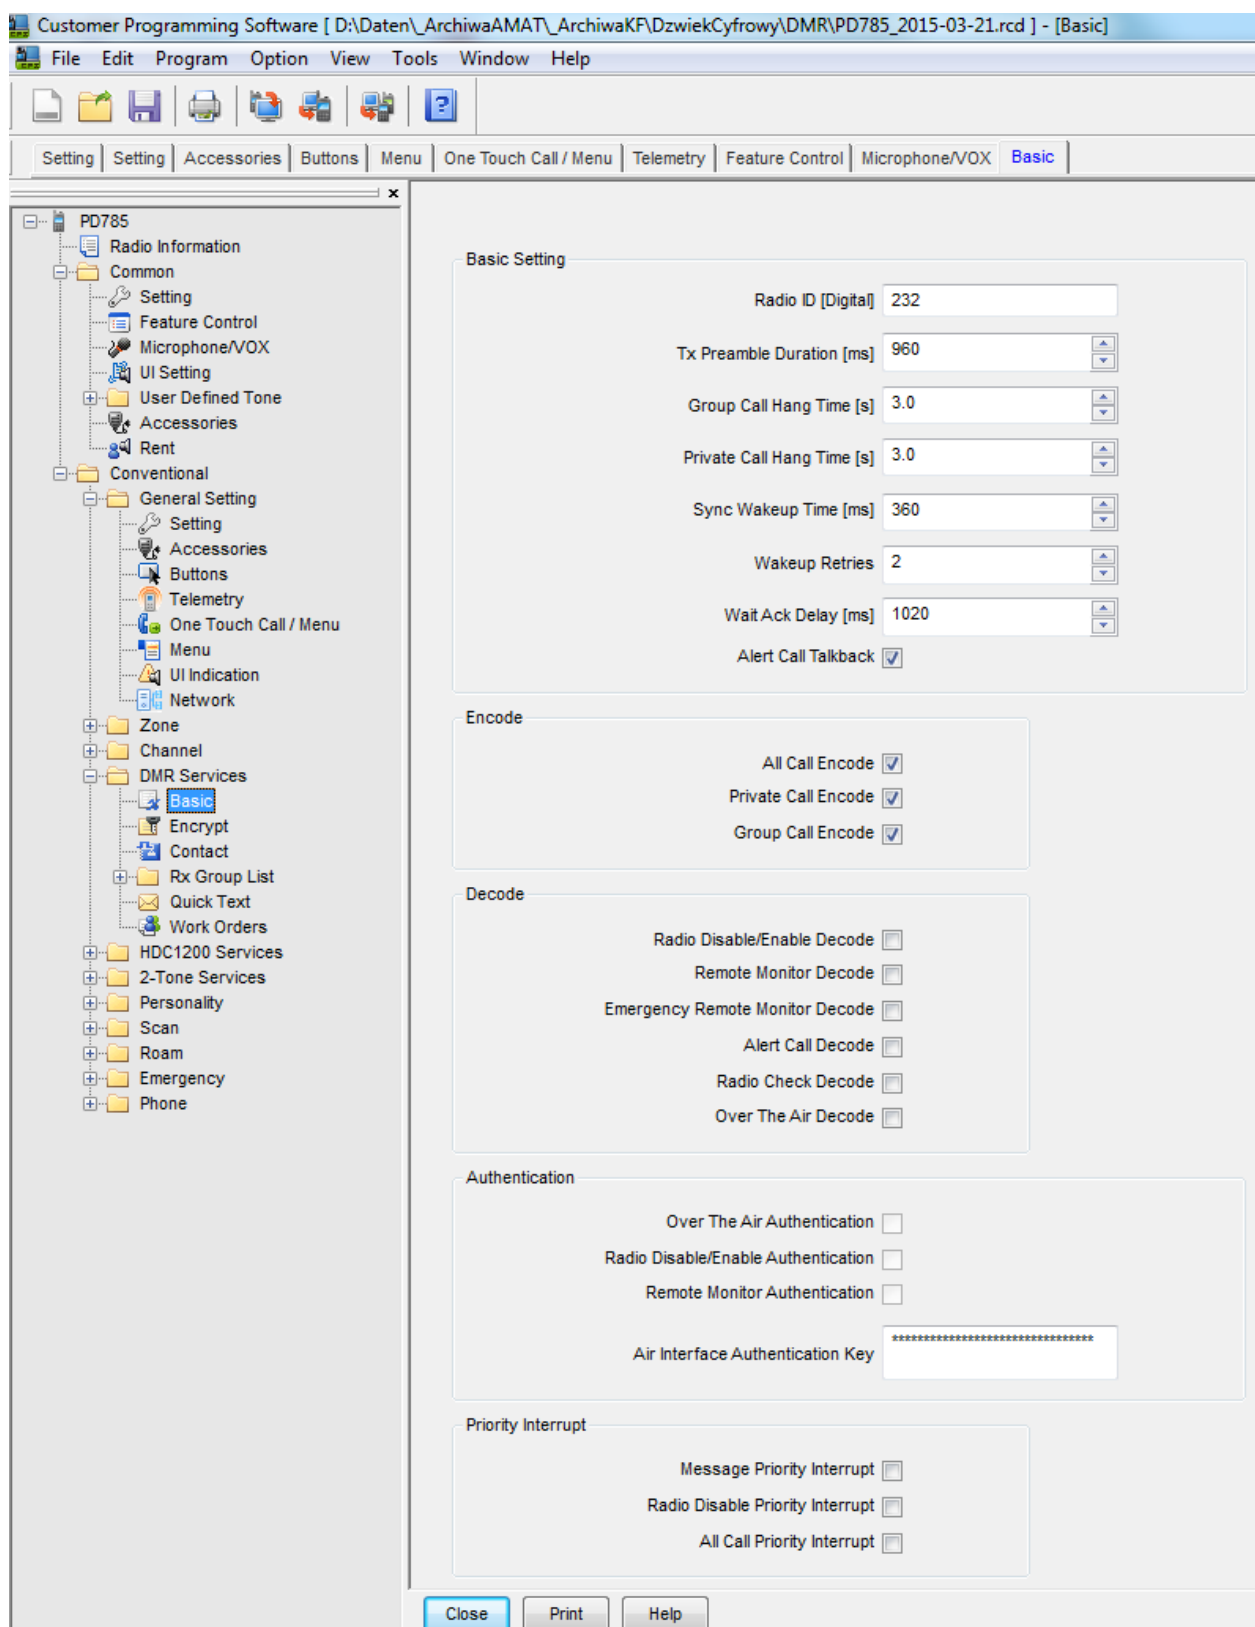 Customer Programming Software [ D:\Daten\_ArchiwaAMAT\_ArchiwaKF\DzwiekCyfrowy\DMR\PD785_2015-03-21.rcd ] - [Basic]
File Edit Program Option View Tools Window Help
Setting Setting Accessories Buttons Menu One Touch Call / Menu Telemetry Feature Control Microphone/VOX Basic
PD785
Radio Information
Common
Setting
Feature Control
Microphone/VOX
UI Setting
User Defined Tone
Accessories
Rent
Conventional
General Setting
Setting
Accessories
Buttons
Telemetry
One Touch Call / Menu
Menu
UI Indication
Network
Zone
Channel
DMR Services
Basic
Encrypt
Contact
Rx Group List
Quick Text
Work Orders
HDC1200 Services
2-Tone Services
Personality
Scan
Roam
Emergency
Phone
Basic Setting
Radio ID [Digital] 232
Tx Preamble Duration [ms] 960
Group Call Hang Time [s] 3.0
Private Call Hang Time [s] 3.0
Sync Wakeup Time [ms] 360
Wakeup Retries 2
Wait Ack Delay [ms] 1020
Alert Call Talkback
Encode
All Call Encode
Private Call Encode
Group Call Encode
Decode
Radio Disable/Enable Decode
Remote Monitor Decode
Emergency Remote Monitor Decode
Alert Call Decode
Radio Check Decode
Over The Air Decode
Authentication
Over The Air Authentication
Radio Disable/Enable Authentication
Remote Monitor Authentication
Air Interface Authentication Key ********************************
Priority Interrupt
Message Priority Interrupt
Radio Disable Priority Interrupt
All Call Priority Interrupt
Close Print Help